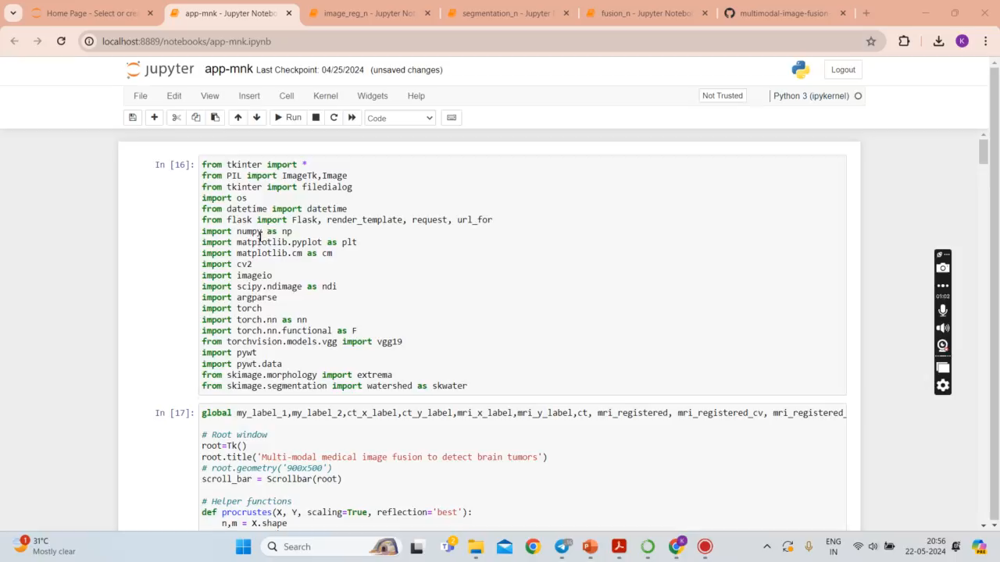 Home Page - Select or cre
app-mnk - Jupyter Notebo
image_reg_n - Jupyter Not
segmentation_n - Jupyter
fusion_n - Jupyter Notebo
multimodal-image-fusion
localhost:8889/notebooks/app-mnk.ipynb
K
jupyter app-mnk Last Checkpoint: 04/25/2024 (unsaved changes)
Logout
File Edit View Insert Cell Kernel Widgets Help
Not Trusted
Python 3 (ipykernel)
Run
Code
In [16]:
from tkinter import *
from PIL import ImageTk,Image
from tkinter import filedialog
import os
from datetime import datetime
from flask import Flask, render_template, request, url_for
import numpy as np
import matplotlib.pyplot as plt
import matplotlib.cm as cm
import cv2
import imageio
import scipy.ndimage as ndi
import argparse
import torch
import torch.nn as nn
import torch.nn.functional as F
from torchvision.models.vgg import vgg19
import pywt
import pywt.data
from skimage.morphology import extrema
from skimage.segmentation import watershed as skwater
In [17]:
global my_label_1,my_label_2,ct_x_label,ct_y_label,mri_x_label,mri_y_label,ct, mri_registered, mri_registered_cv, mri_registered_
# Root window
root=Tk()
root.title('Multi-modal medical image fusion to detect brain tumors')
# root.geometry('900x500')
scroll_bar = Scrollbar(root)
# Helper functions
def procrustes(X, Y, scaling=True, reflection='best'):
n,m = X.shape
01:02
1
31°C
Mostly clear
Search
2
K
ENG
IN
20:56
22-05-2024